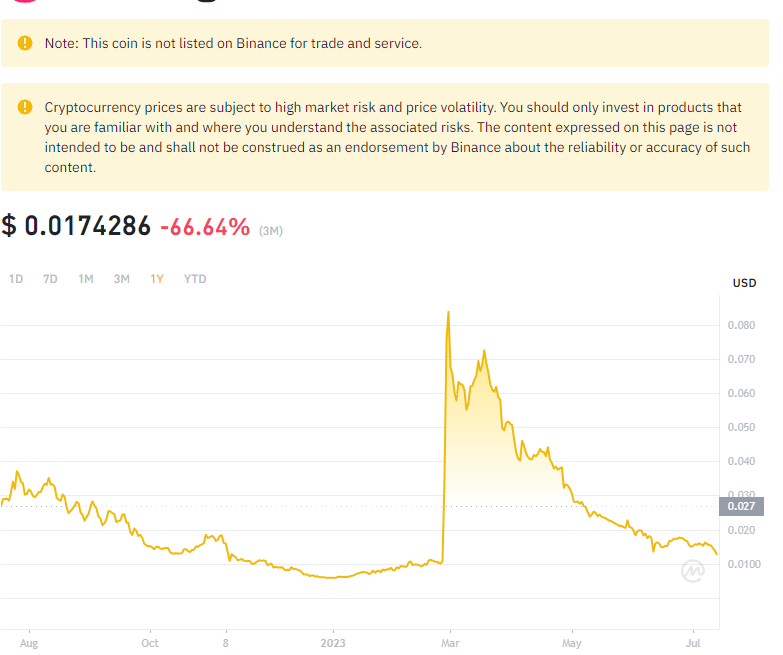 Note: This coin is not listed on Binance for trade and service.
Cryptocurrency prices are subject to high market risk and price volatility. You should only invest in products that
you are familiar with and where you understand the associated risks. The content expressed on this page is not
intended to be and shall not be construed as an endorsement by Binance about the reliability or accuracy of such
content.
$ 0.0174286 -66.64% (3M)
1D 7D 1M 3M 1Y YTD
USD
0.080
0.070
0.060
0.050
0.040
0.030
0.027
0.020
0.0100
Aug Oct 8 2023 Mar May Jul